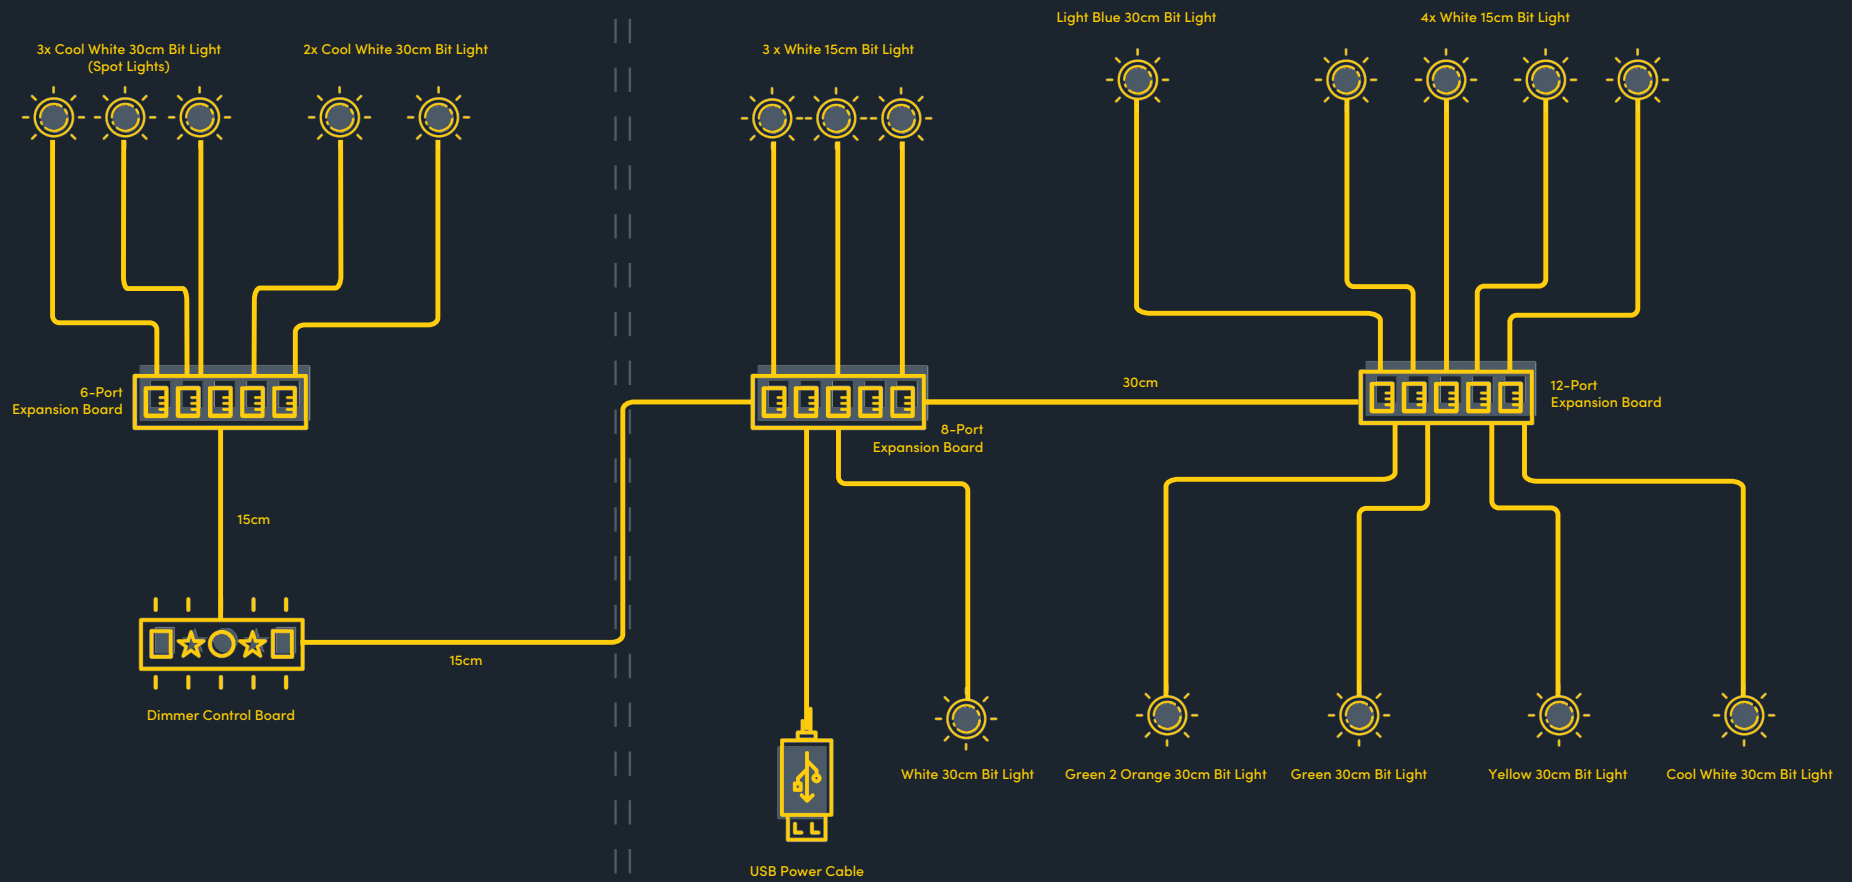 Light Blue 30cm Bit Light
4x White 15cm Bit Light
3x Cool White 30cm Bit Light
(Spot Lights)
2x Cool White 30cm Bit Light
3 x White 15cm Bit Light
6-Port
Expansion Board
30cm
12-Port
Expansion Board
8-Port
Expansion Board
15cm
15cm
Dimmer Control Board
White 30cm Bit Light
Green 2 Orange 30cm Bit Light
Green 30cm Bit Light
Yellow 30cm Bit Light
Cool White 30cm Bit Light
USB Power Cable